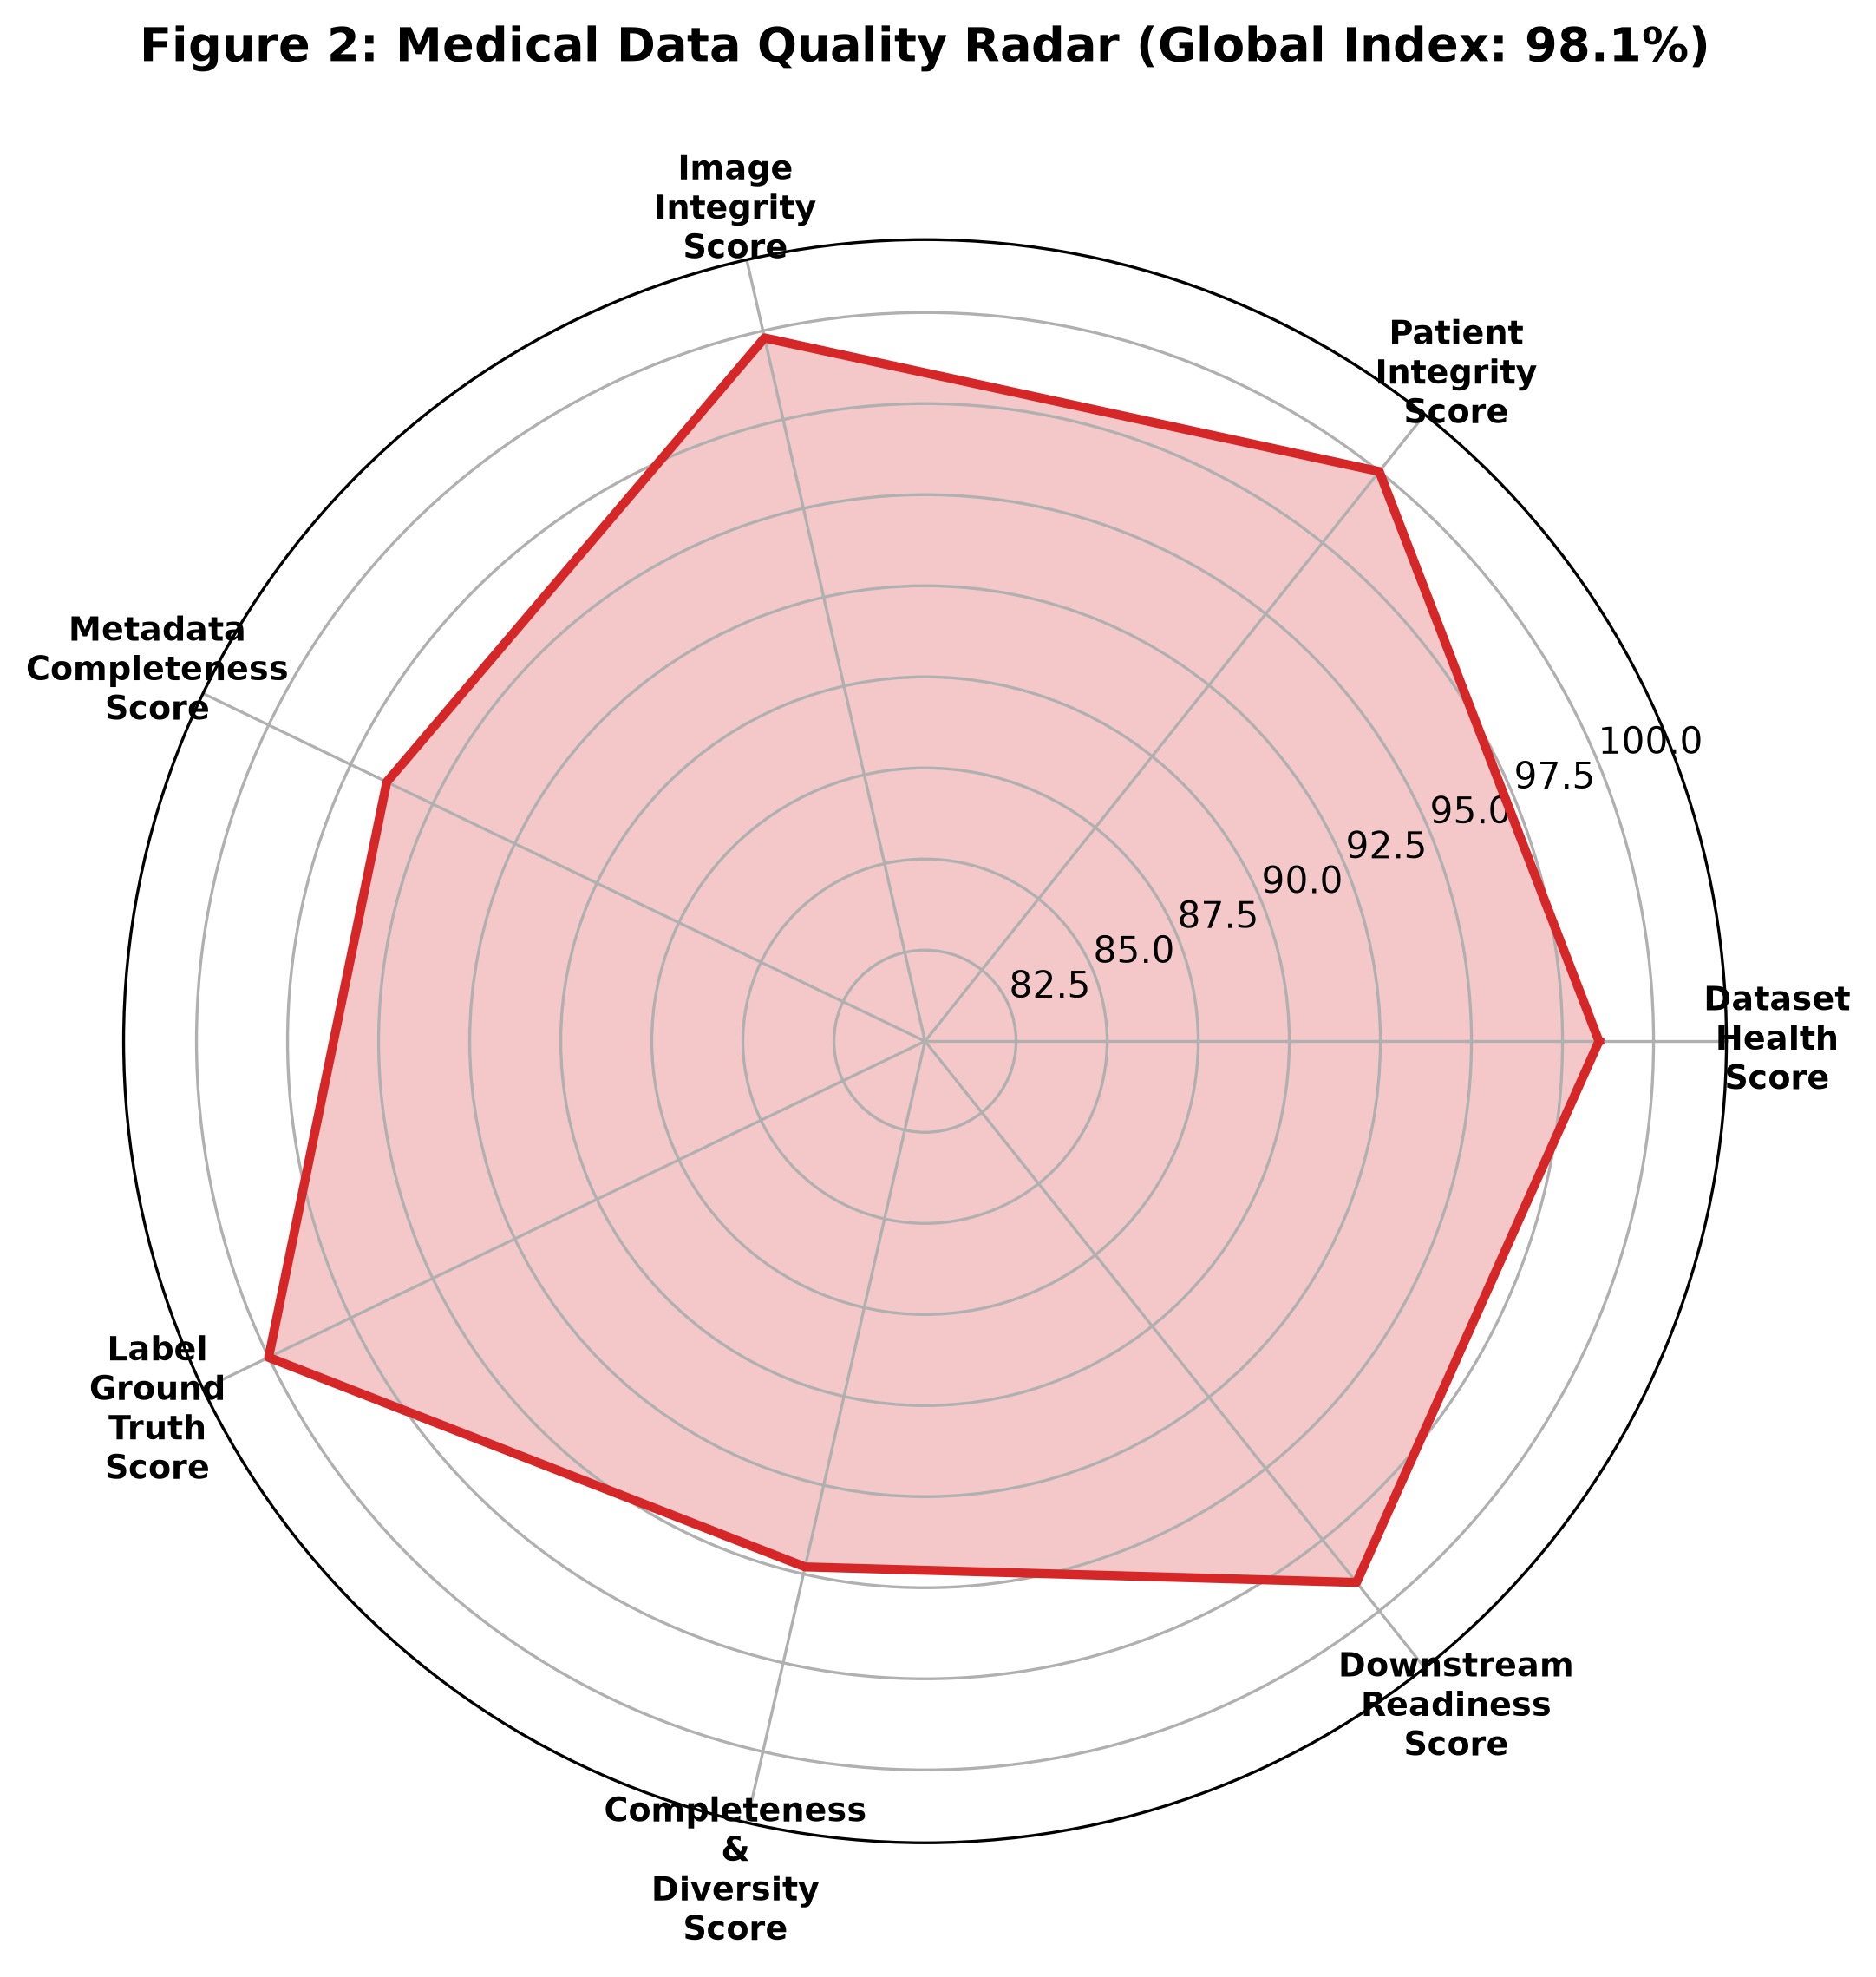 Figure 2: Medical Data Quality Radar (Global Index: 98.1%)
Image
Integrity
Score
Patient
Integrity
Score
Metadata
Completeness
Score
100.0
97.5
95.0
92.5
90.0
87.5
85.0
82.5
Dataset
Health
Score
Label
Ground
Truth
Score
Downstream
Readiness
Score
Completeness
&
Diversity
Score